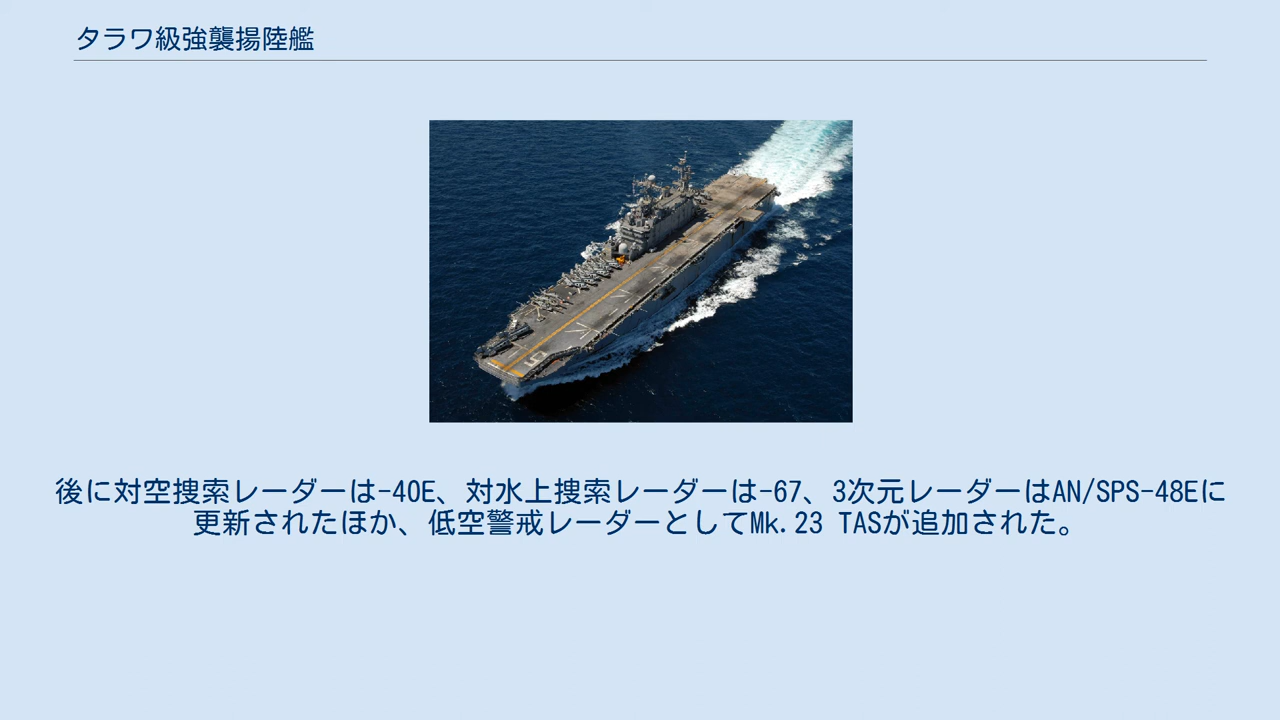 タラワ級強襲揚陸艦
5
後に対空捜索レーダーは-40E、対水上捜索レーダーは-67、3次元レーダーはAN/SPS-48Eに
更新されたほか、低空警戒レーダーとしてMk.23 TASが追加された。